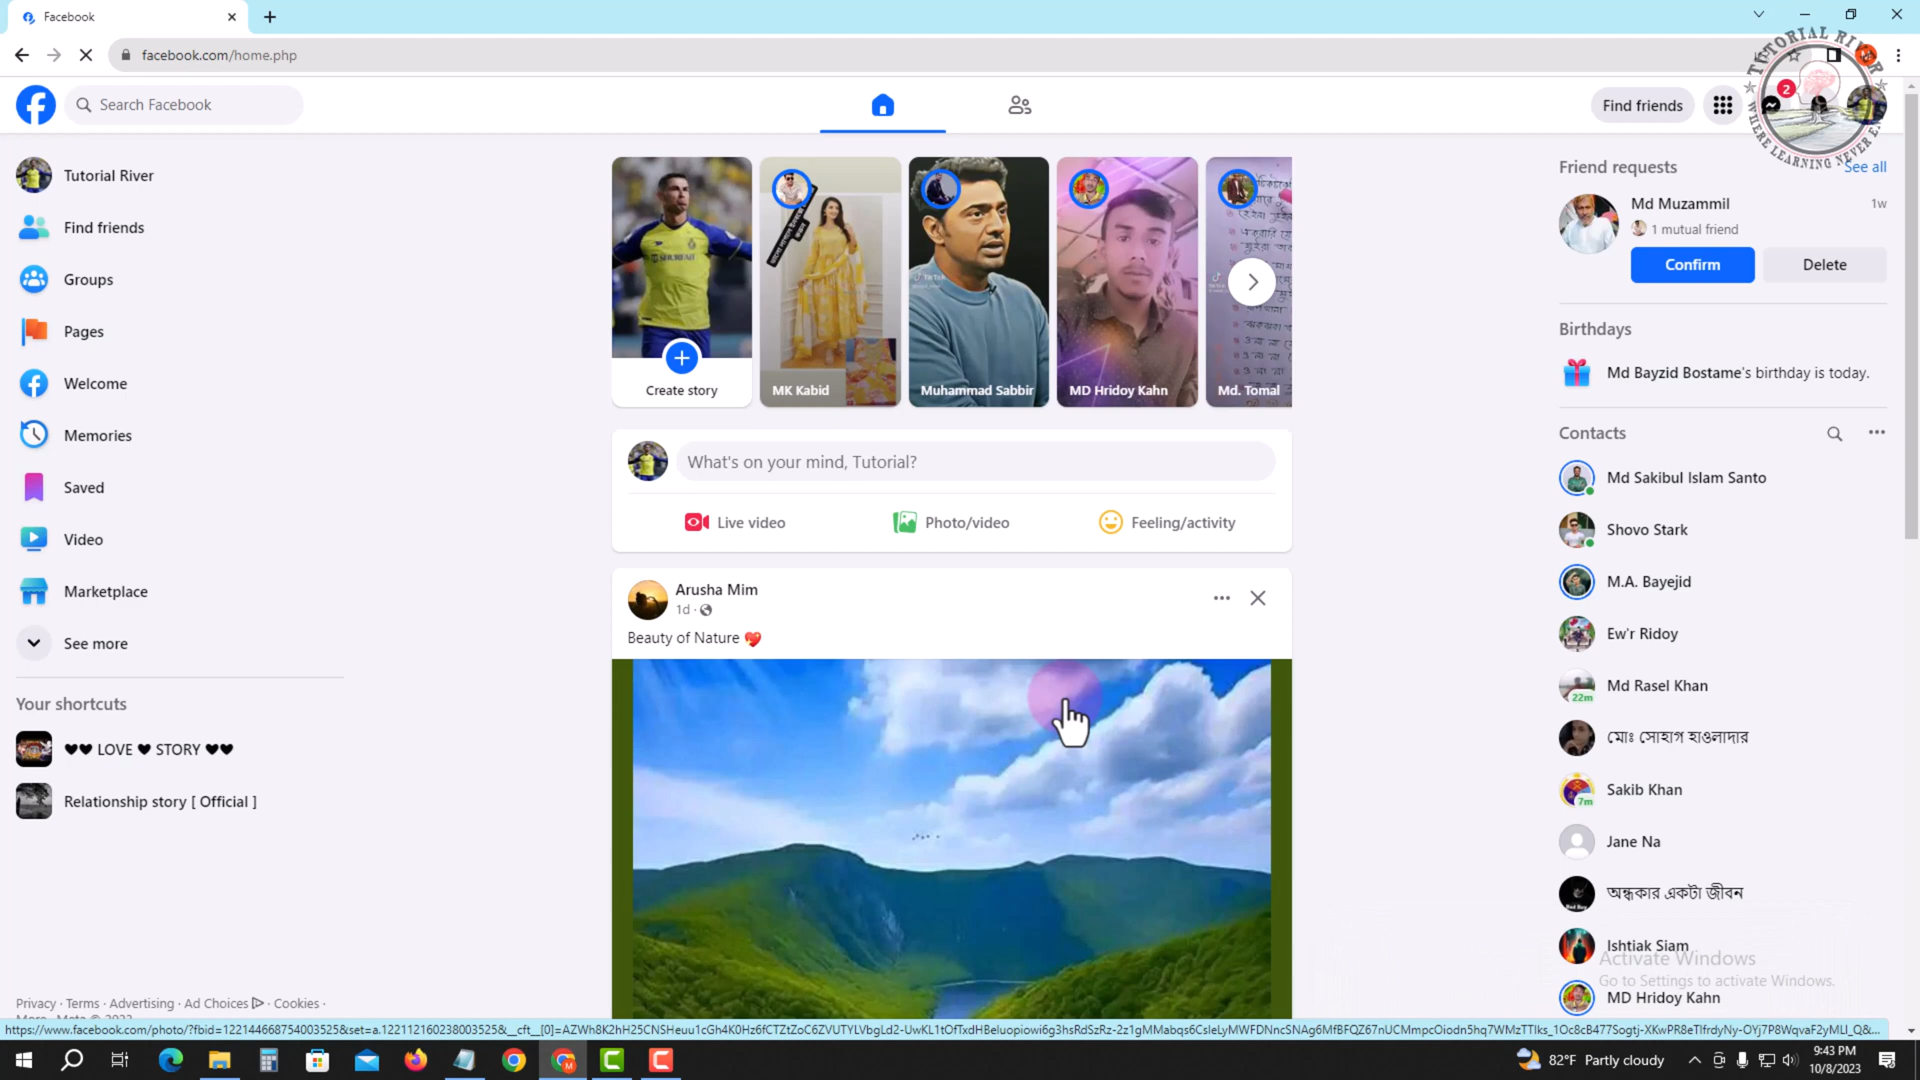 Facebook
facebook.com/home.php
TUTORIAL RIVER
WHERE LEARNING NEVER E
Search Facebook
Find friends
2
Tutorial River
Find friends
Groups
Pages
Welcome
Memories
Saved
Video
Marketplace
See more
Your shortcuts
♥♥ LOVE ♥ STORY ♥♥
Relationship story [ Official ]
Privacy · Terms · Advertising · Ad Choices · Cookies ·
Create story
MK Kabid
Muhammad Sabbir
MD Hridoy Kahn
Md. Tomal
What's on your mind, Tutorial?
Live video
Photo/video
Feeling/activity
Arusha Mim
1d ·
Beauty of Nature 💖
Friend requests
See all
Md Muzammil
1w
1 mutual friend
Confirm
Delete
Birthdays
Md Bayzid Bostame's birthday is today.
Contacts
Md Sakibul Islam Santo
Shovo Stark
M.A. Bayejid
Ew'r Ridoy
Md Rasel Khan
22m
মোঃ সোহাগ হাওলাদার
Sakib Khan
7m
Jane Na
অন্ধকার একটা জীবন
Ishtiak Siam
Activate Windows
Go to Settings to activate Windows.
MD Hridoy Kahn
82°F Partly cloudy
9:43 PM
10/8/2023